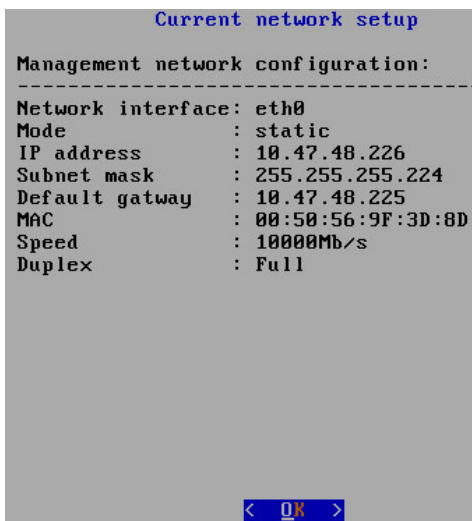 Current network setup
Management network configuration:
------------------------------------
Network interface: eth0
Mode : static
IP address : 10.47.48.226
Subnet mask : 255.255.255.224
Default gatway : 10.47.48.225
MAC : 00:50:56:9F:3D:8D
Speed : 10000Mb/s
Duplex : Full
< OK >